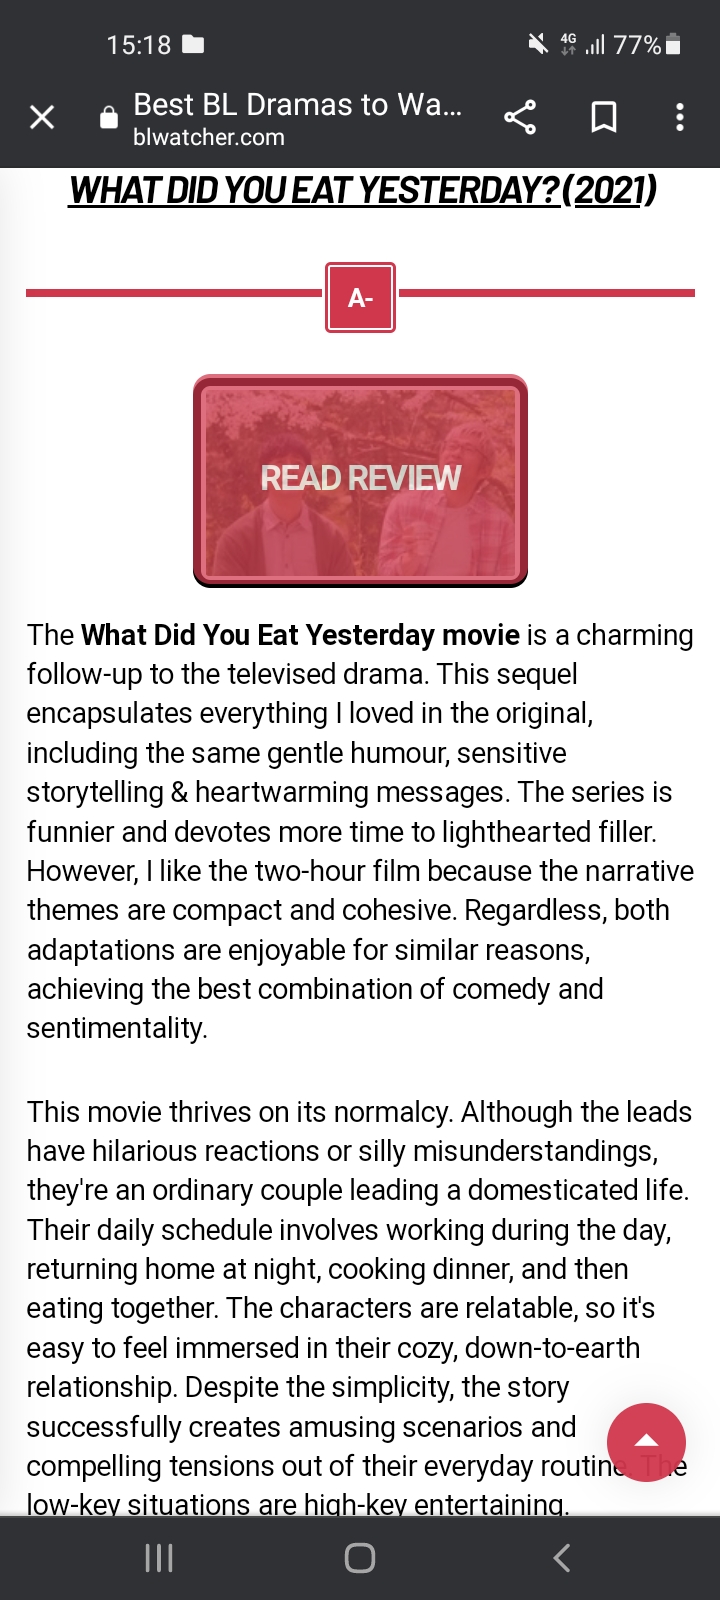 15:18
4G
77%
Best BL Dramas to Wa...
blwatcher.com
WHAT DID YOU EAT YESTERDAY? (2021)
A-
READ REVIEW
The What Did You Eat Yesterday movie is a charming
follow-up to the televised drama. This sequel
encapsulates everything I loved in the original,
including the same gentle humour, sensitive
storytelling & heartwarming messages. The series is
funnier and devotes more time to lighthearted filler.
However, I like the two-hour film because the narrative
themes are compact and cohesive. Regardless, both
adaptations are enjoyable for similar reasons,
achieving the best combination of comedy and
sentimentality.
This movie thrives on its normalcy. Although the leads
have hilarious reactions or silly misunderstandings,
they're an ordinary couple leading a domesticated life.
Their daily schedule involves working during the day,
returning home at night, cooking dinner, and then
eating together. The characters are relatable, so it's
easy to feel immersed in their cozy, down-to-earth
relationship. Despite the simplicity, the story
successfully creates amusing scenarios and
compelling tensions out of their everyday routine. The
low-key situations are high-key entertaining.